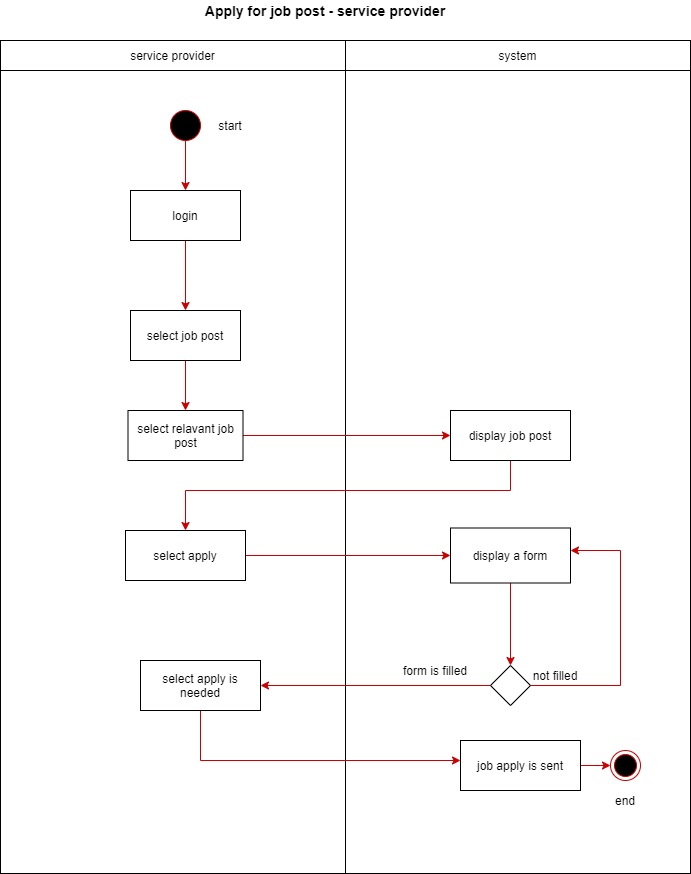 Apply for job post - service provider
service provider
system
start
login
select job post
select relavant job
post
display job post
select apply
display a form
form is filled
not filled
select apply is
needed
job apply is sent
end